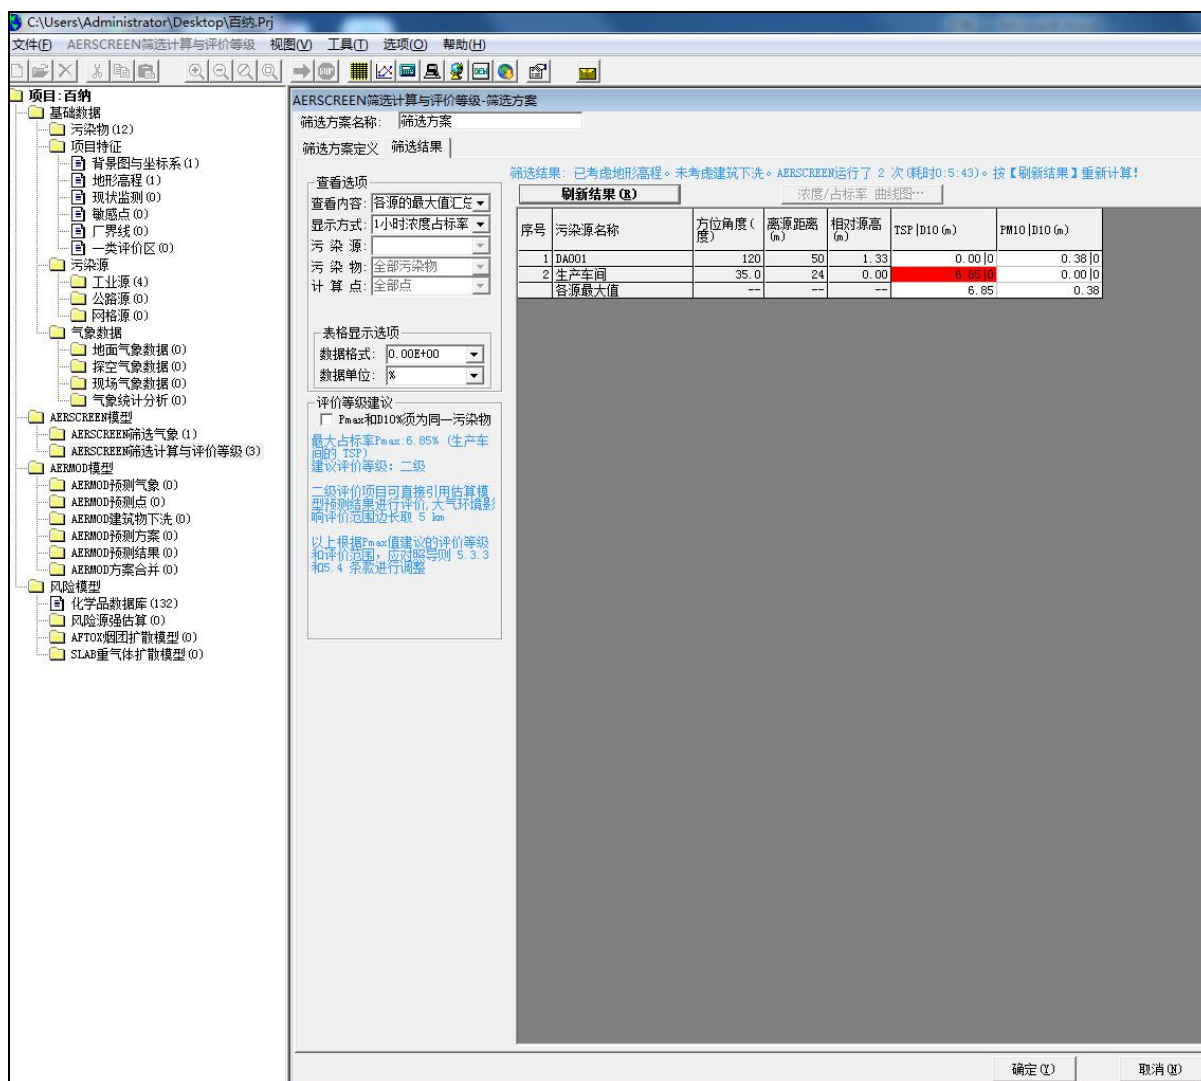 C:\Users\Administrator\Desktop\百纳.Prj
文件(F) AERSCREEN筛选计算与评价等级 视图(V) 工具(T) 选项(O) 帮助(H)
项目:百纳
基础数据
污染物(12)
项目特征
背景图与坐标系(1)
地形高程(1)
现状监测(0)
敏感点(0)
厂界线(0)
一类评价区(0)
污染源
工业源(4)
公路源(0)
网格源(0)
气象数据
地面气象数据(0)
探空气象数据(0)
现场气象数据(0)
气象统计分析(0)
AERSCREEN模型
AERSCREEN筛选气象(1)
AERSCREEN筛选计算与评价等级(3)
AERMOD模型
AERMOD预测气象(0)
AERMOD预测点(0)
AERMOD建筑物下洗(0)
AERMOD预测方案(0)
AERMOD预测结果(0)
AERMOD方案合并(0)
风险模型
化学品数据库(132)
风险源强估算(0)
AFTOX烟团扩散模型(0)
SLAB重气体扩散模型(0)
AERSCREEN筛选计算与评价等级-筛选方案
筛选方案名称: 筛选方案
筛选方案定义 筛选结果
查看选项
查看内容: 各源的最大值汇总
显示方式: 1小时浓度占标率
污 染 源:
污 染 物: 全部污染物
计 算 点: 全部点
表格显示选项
数据格式: 0.00E+00
数据单位: %
评价等级建议
Pmax和D10%须为同一污染物
最大占标率Pmax:6.85% (生产车
间的 TSP)
建议评价等级: 二级
二级评价项目可直接引用估算模
型预测结果进行评价,大气环境影
响评价范围边长取 5 km
以上根据Pmax值建议的评价等级
和评价范围, 应对照导则 5.3.3
和5.4 条款进行调整
筛选结果: 已考虑地形高程。未考虑建筑下洗。AERSCREEN运行了 2 次(耗时0:5:43)。按【刷新结果】重新计算!
刷新结果(R) 浓度/占标率 曲线图…
序号 污染源名称 方位角度(度) 离源距离(m) 相对源高(m) TSP|D10(m) PM10|D10(m)
1 DA001 120 50 1.33 0.00|0 0.38|0
2 生产车间 35.0 24 0.00 6.85|0 0.00|0
各源最大值 -- -- -- 6.85 0.38
确定(Y) 取消(N)